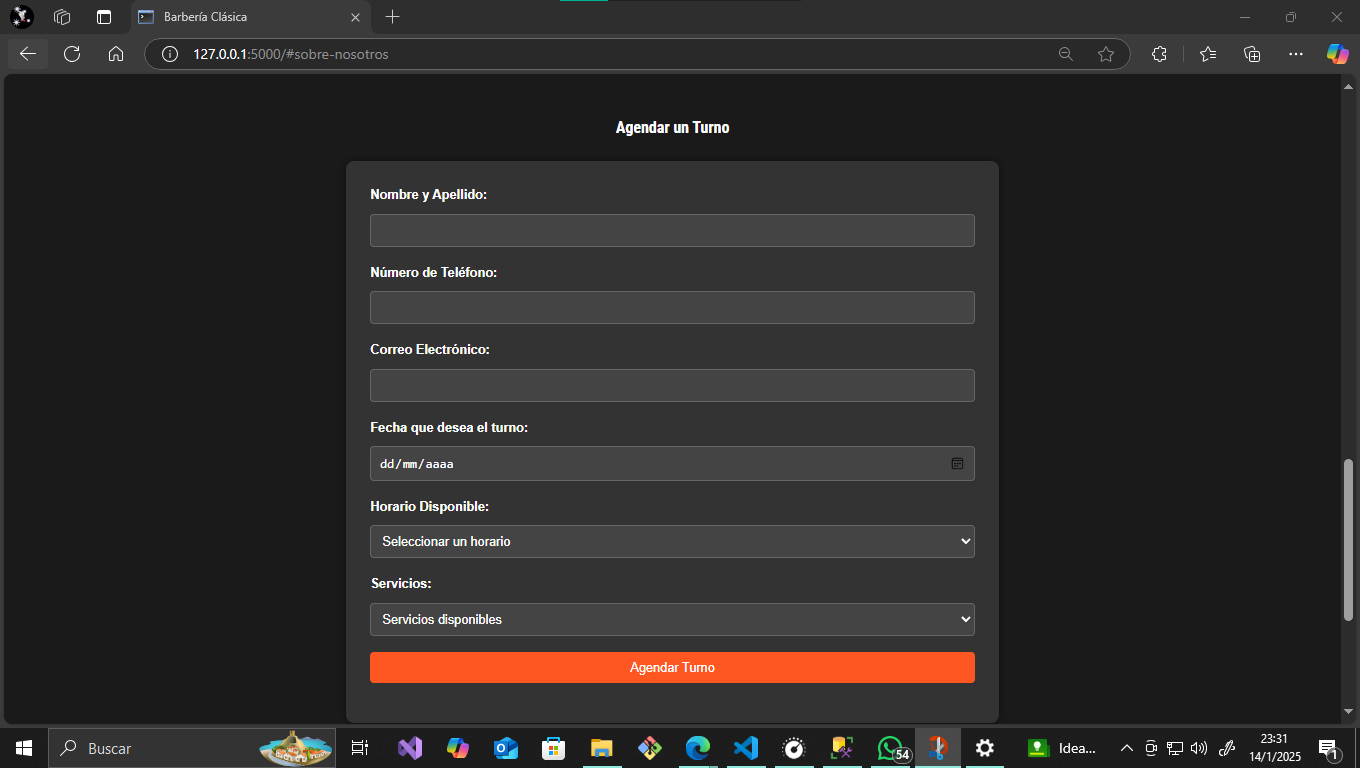 Barbería Clásica
127.0.0.1:5000/#sobre-nosotros
Agendar un Turno
Nombre y Apellido:
Número de Teléfono:
Correo Electrónico:
Fecha que desea el turno:
dd/mm/aaaa
Horario Disponible:
Seleccionar un horario
Servicios:
Servicios disponibles
Agendar Turno
Buscar
54
Idea...
23:31
14/1/2025
1